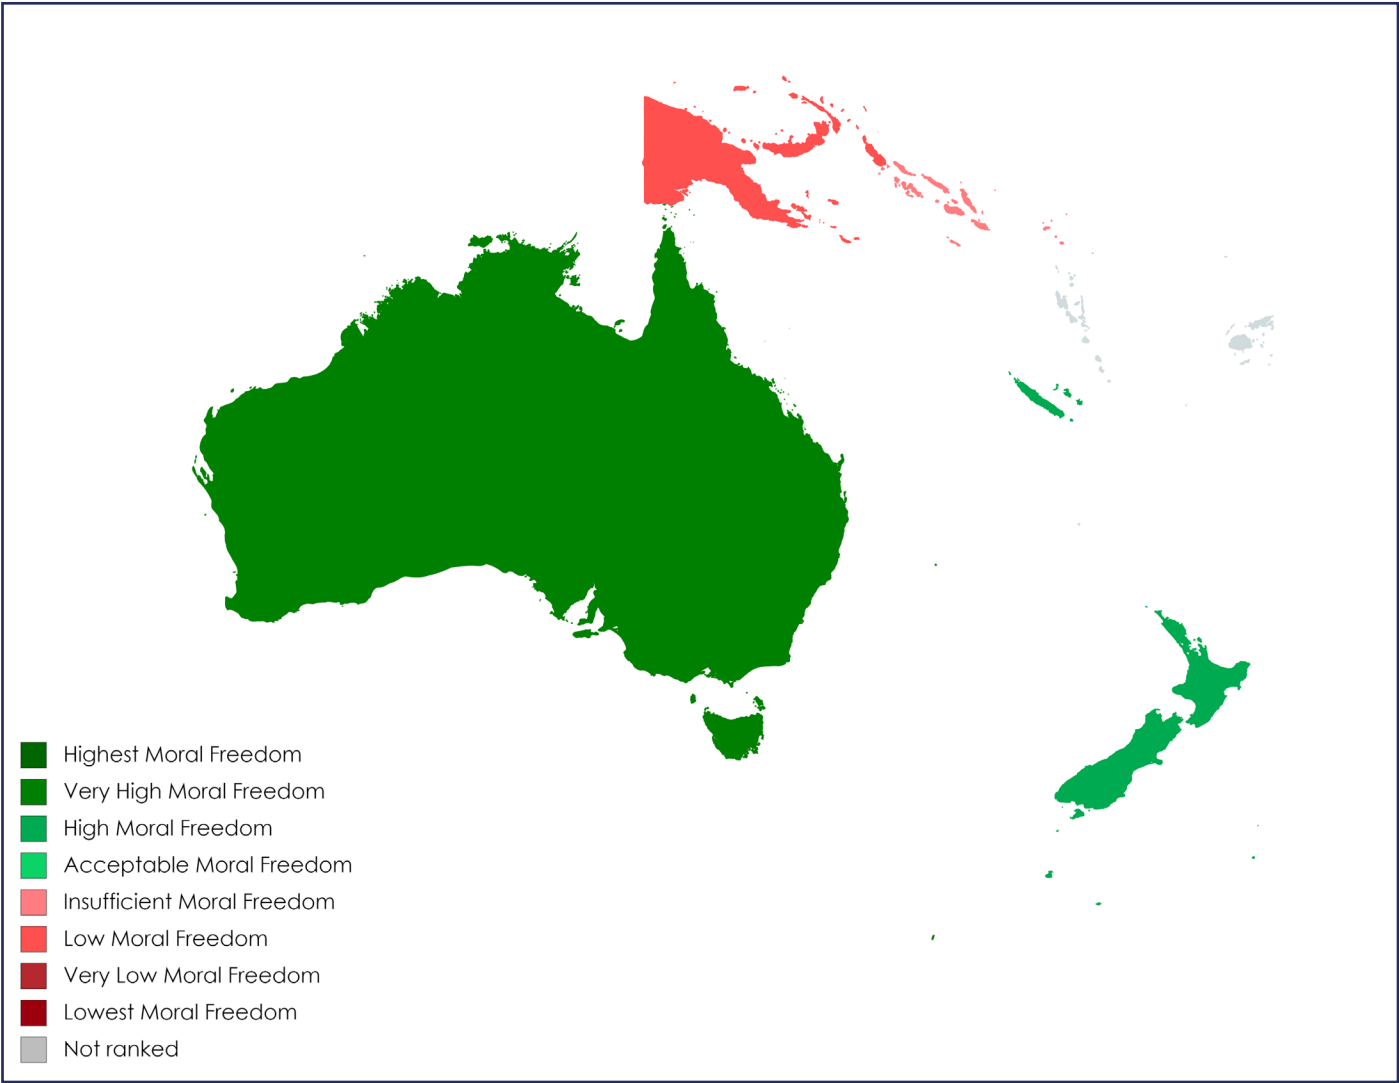 Highest Moral Freedom
Very High Moral Freedom
High Moral Freedom
Acceptable Moral Freedom
Insufficient Moral Freedom
Low Moral Freedom
Very Low Moral Freedom
Lowest Moral Freedom
Not ranked